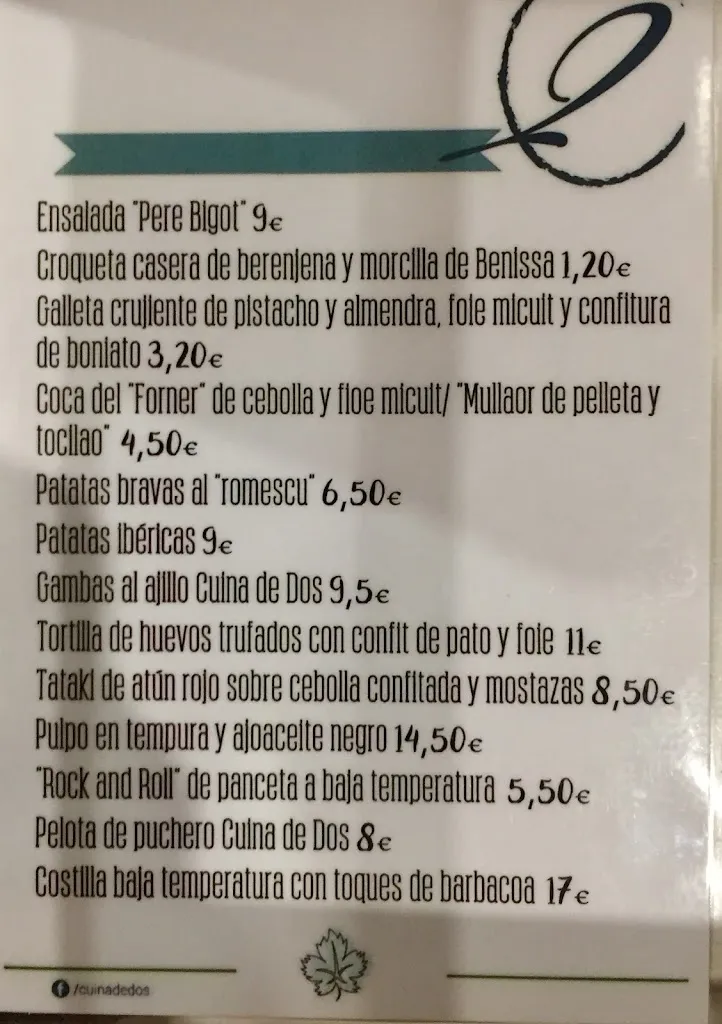 2
Ensalada "Pere Bigot" 9€
Croqueta casera de berenjena y morcilla de Benissa 1,20€
Galleta crujiente de pistacho y almendra, foie micuit y confitura
de boniato 3,20€
Coca del "Forner" de cebolla y fioe micuit/ "Mullaor de pelleta y
tocllao" 4,50€
Patatas bravas al "romescu" 6,50€
Patatas ibéricas 9€
Gambas al ajillo Cuina de Dos 9,5€
Tortilla de huevos trufados con confit de pato y foie 11€
Tataki de atún rojo sobre cebolla confitada y mostazas 8,50€
Pulpo en tempura y ajoaceite negro 14,50€
"Rock and Roll" de panceta a baja temperatura 5,50€
Pelota de puchero Cuina de Dos 8€
Costilla baja temperatura con toques de barbacoa 17€
f /cuinadedos